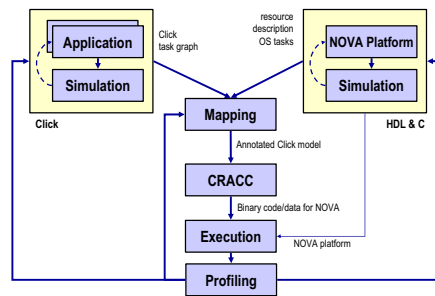 Application
Simulation
Click
Click
task graph
resource
description
OS tasks
NOVA Platform
Simulation
HDL & C
Mapping
Annotated Click model
CRACC
Binary code/data for NOVA
Execution
NOVA platform
Profiling